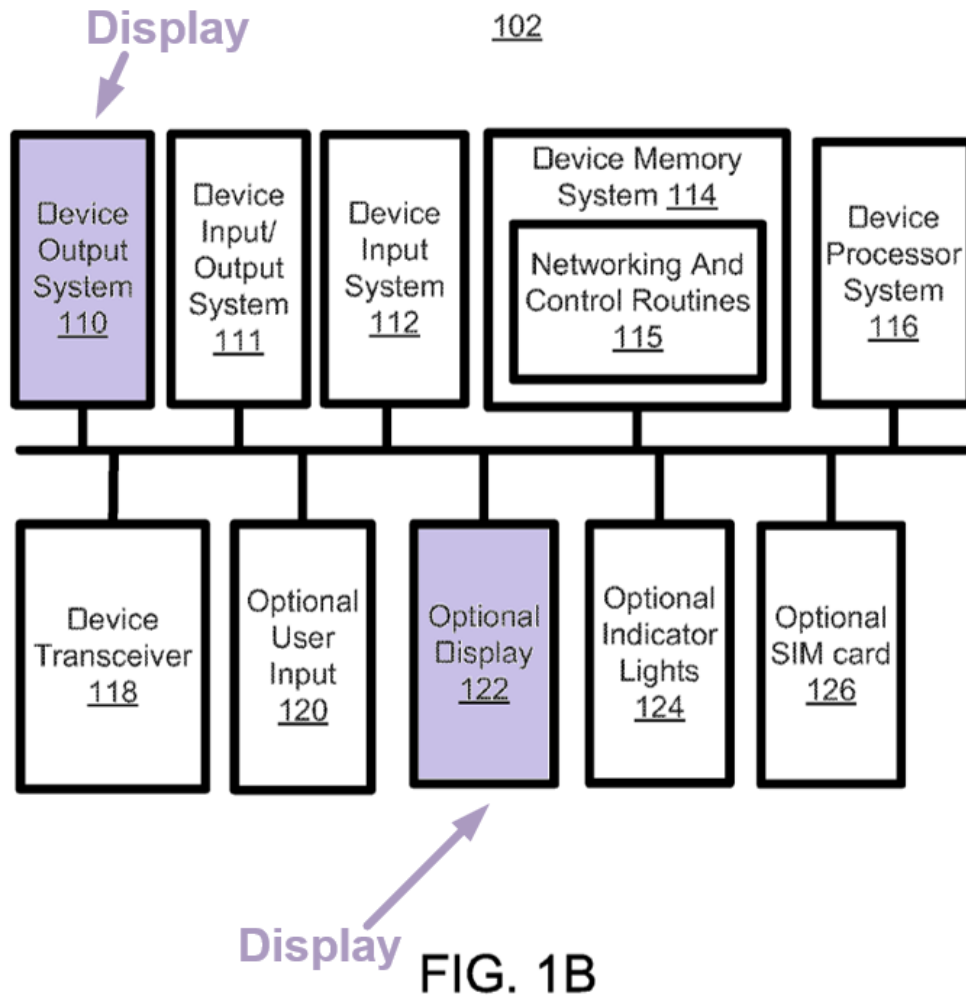 Display
102
Device
Output
System
110
Device
Input/
Output
System
111
Device
Input
System
112
Device Memory
System 114
Networking And
Control Routines
115
Device
Processor
System
116
Device
Transceiver
118
Optional
User
Input
120
Optional
Display
122
Optional
Indicator
Lights
124
Optional
SIM card
126
Display
FIG. 1B